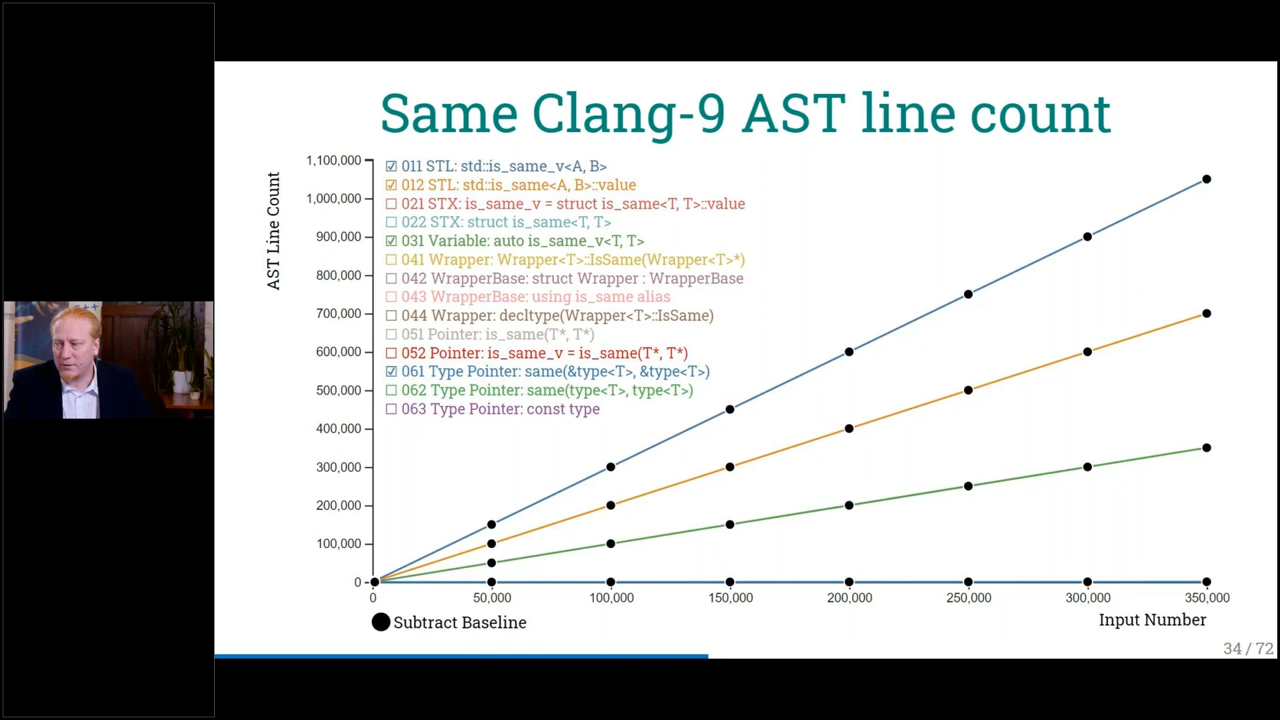 Same Clang-9 AST line count
AST Line Count
1,100,000
1,000,000
900,000
800,000
700,000
600,000
500,000
400,000
300,000
200,000
100,000
0
☑ 011 STL: std::is_same_v<A, B>
☑ 012 STL: std::is_same<A, B>::value
☐ 021 STX: is_same_v = struct is_same<T, T>::value
☐ 022 STX: struct is_same<T, T>
☑ 031 Variable: auto is_same_v<T, T>
☐ 041 Wrapper: Wrapper<T>::IsSame(Wrapper<T>*)
☐ 042 WrapperBase: struct Wrapper : WrapperBase
☐ 043 WrapperBase: using is_same alias
☐ 044 Wrapper: decltype(Wrapper<T>::IsSame)
☐ 051 Pointer: is_same(T*, T*)
☐ 052 Pointer: is_same_v = is_same(T*, T*)
☑ 061 Type Pointer: same(&type<T>, &type<T>)
☐ 062 Type Pointer: same(type<T>, type<T>)
☐ 063 Type Pointer: const type
0 50,000 100,000 150,000 200,000 250,000 300,000 350,000
Subtract Baseline
Input Number
34 / 72